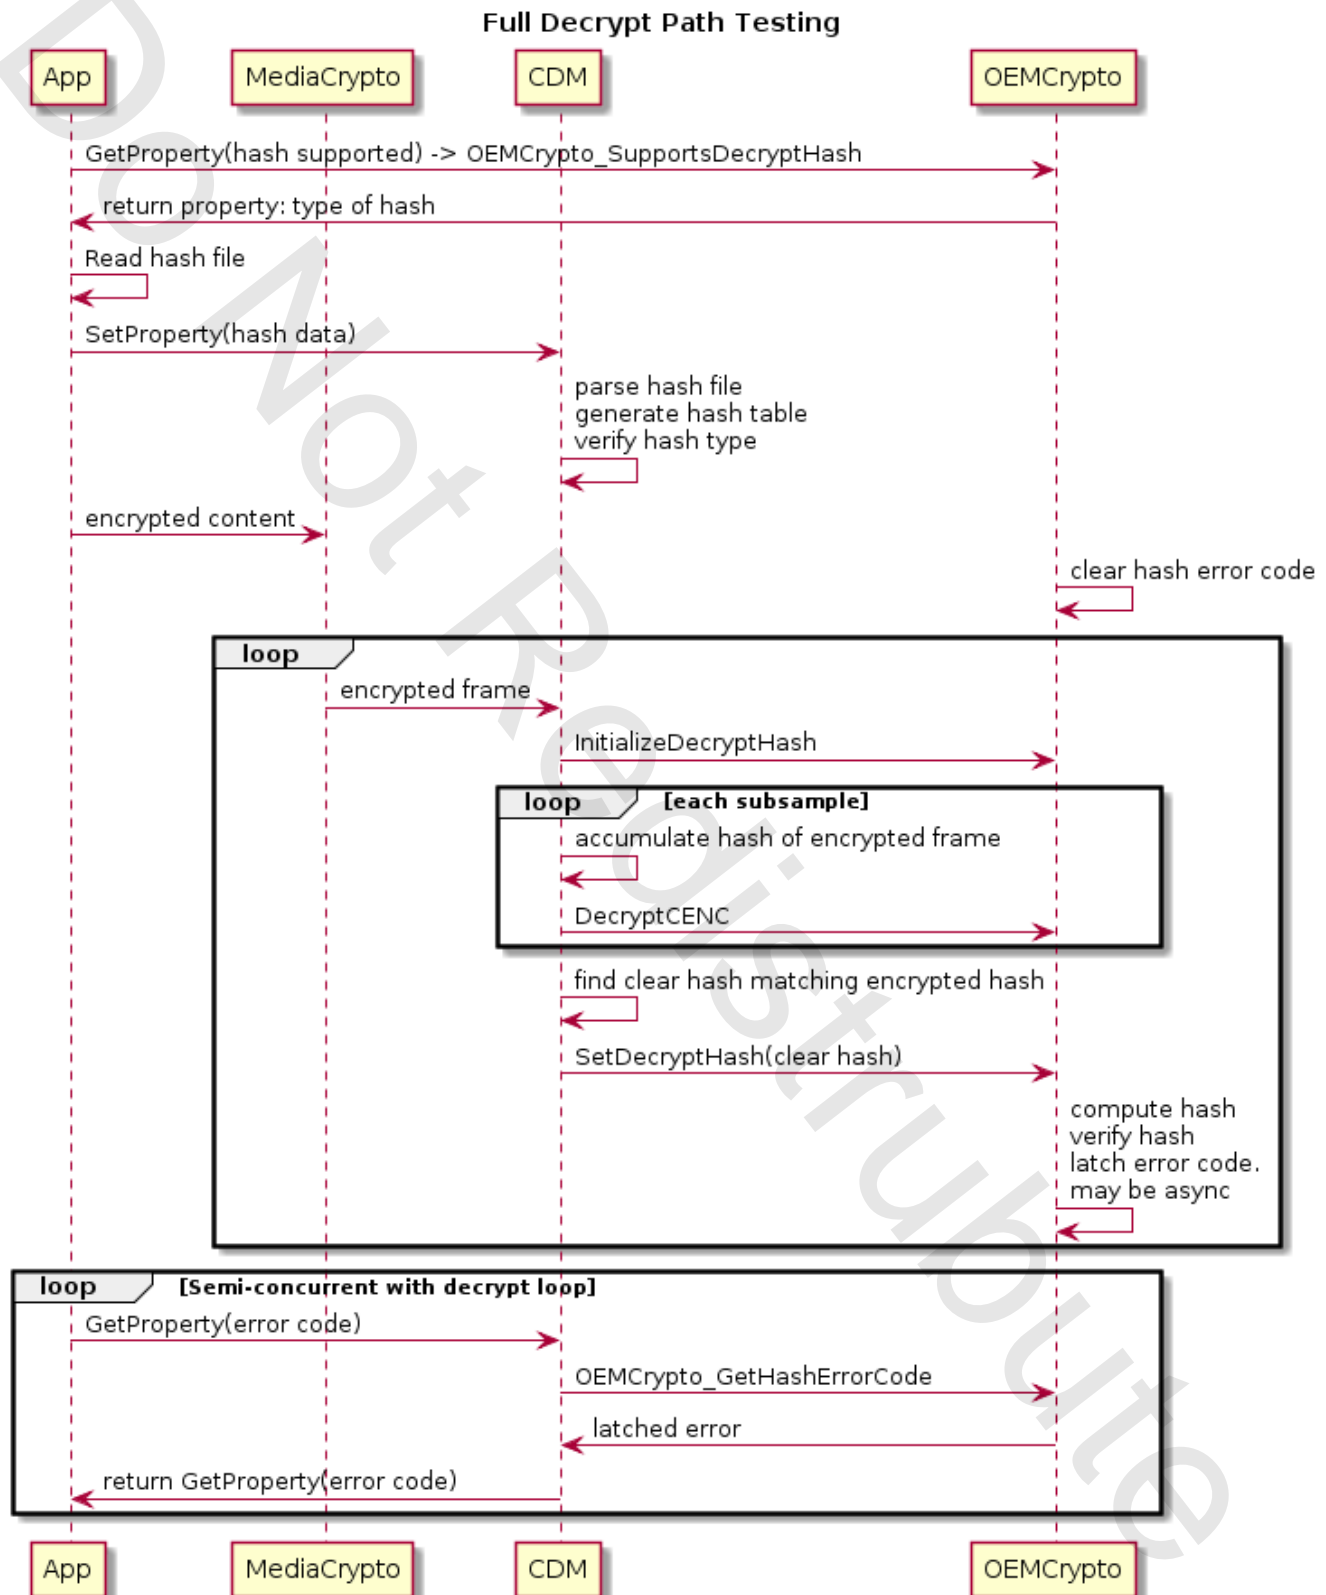 Full Decrypt Path Testing
App
MediaCrypto
CDM
OEMCrypto
GetProperty(hash supported) -> OEMCrypto_SupportsDecryptHash
return property: type of hash
Read hash file
SetProperty(hash data)
parse hash file
generate hash table
verify hash type
encrypted content
clear hash error code
loop
encrypted frame
InitializeDecryptHash
loop [each subsample]
accumulate hash of encrypted frame
DecryptCENC
find clear hash matching encrypted hash
SetDecryptHash(clear hash)
compute hash
verify hash
latch error code.
may be async
loop [Semi-concurrent with decrypt loop]
GetProperty(error code)
OEMCrypto_GetHashErrorCode
latched error
return GetProperty(error code)
App
MediaCrypto
CDM
OEMCrypto
Do Not Redistribute